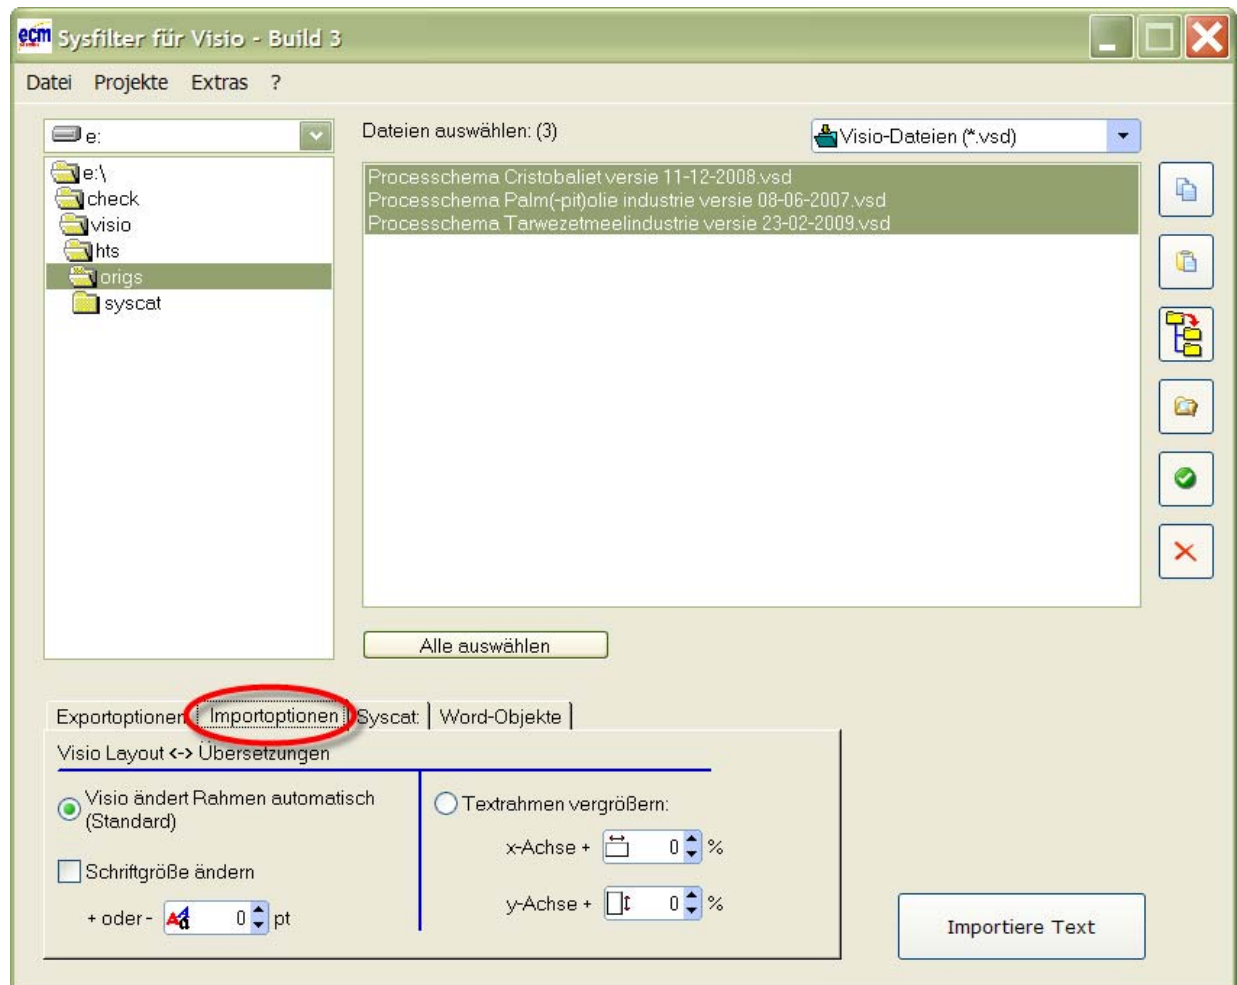 ecm Sysfilter für Visio - Build 3
Datei Projekte Extras ?
e:
Dateien auswählen: (3)
Visio-Dateien (*.vsd)
e:\
check
visio
hts
origs
syscat
Processchema Cristobaliet versie 11-12-2008.vsd
Processchema Palm(-pit)olie industrie versie 08-06-2007.vsd
Processchema Tarwezetmeelindustrie versie 23-02-2009.vsd
Alle auswählen
Exportoptionen Importoptionen Syscat: Word-Objekte
Visio Layout <-> Übersetzungen
Visio ändert Rahmen automatisch
(Standard)
Schriftgröße ändern
+ oder - 0 pt
Textrahmen vergrößern:
x-Achse + 0 %
y-Achse + 0 %
Importiere Text